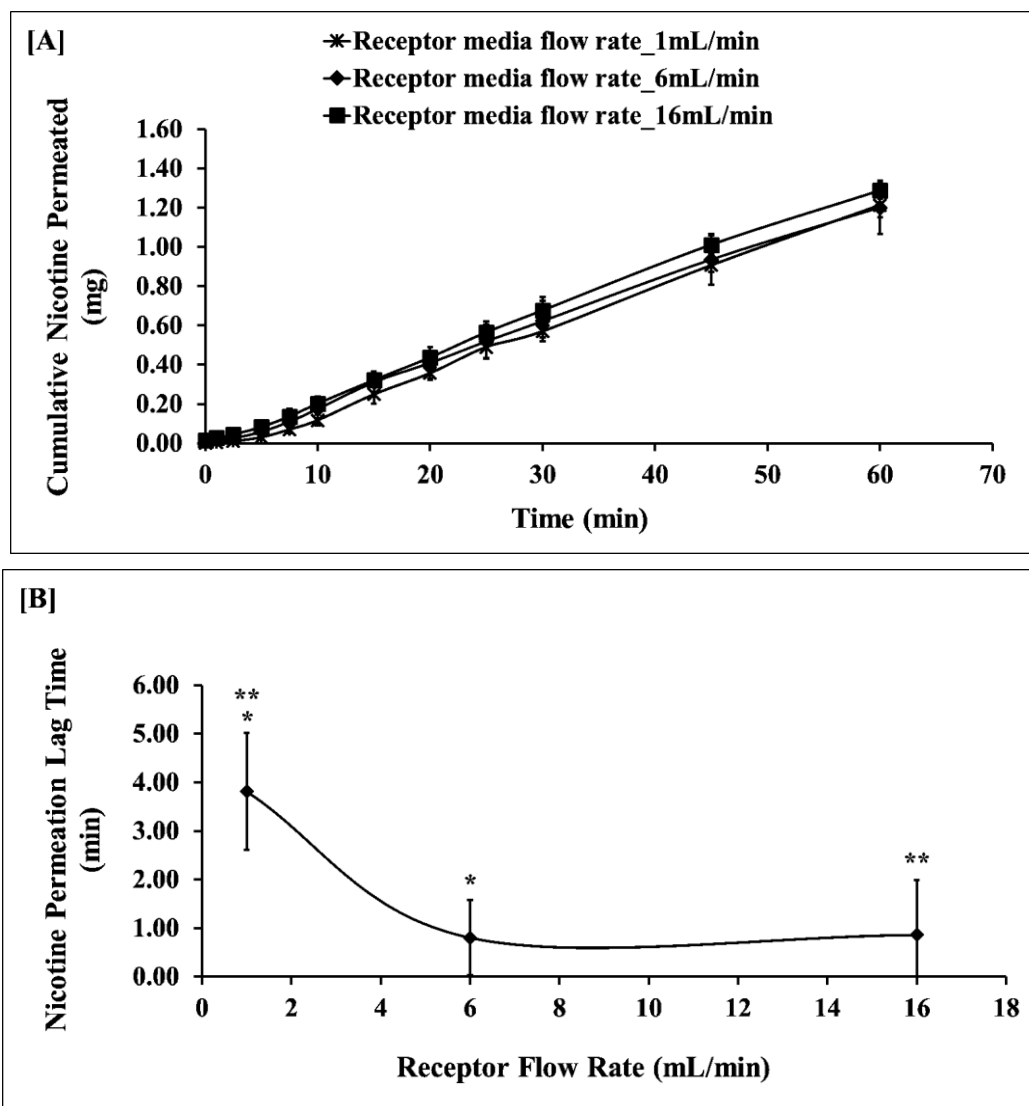 [A]
Receptor media flow rate_1mL/min
Receptor media flow rate_6mL/min
Receptor media flow rate_16mL/min
Cumulative Nicotine Permeated
(mg)
1.60
1.40
1.20
1.00
0.80
0.60
0.40
0.20
0.00
0 10 20 30 40 50 60 70
Time (min)
[B]
Nicotine Permeation Lag Time
(min)
6.00
5.00
4.00
3.00
2.00
1.00
0.00
**
*
*
**
0 2 4 6 8 10 12 14 16 18
Receptor Flow Rate (mL/min)